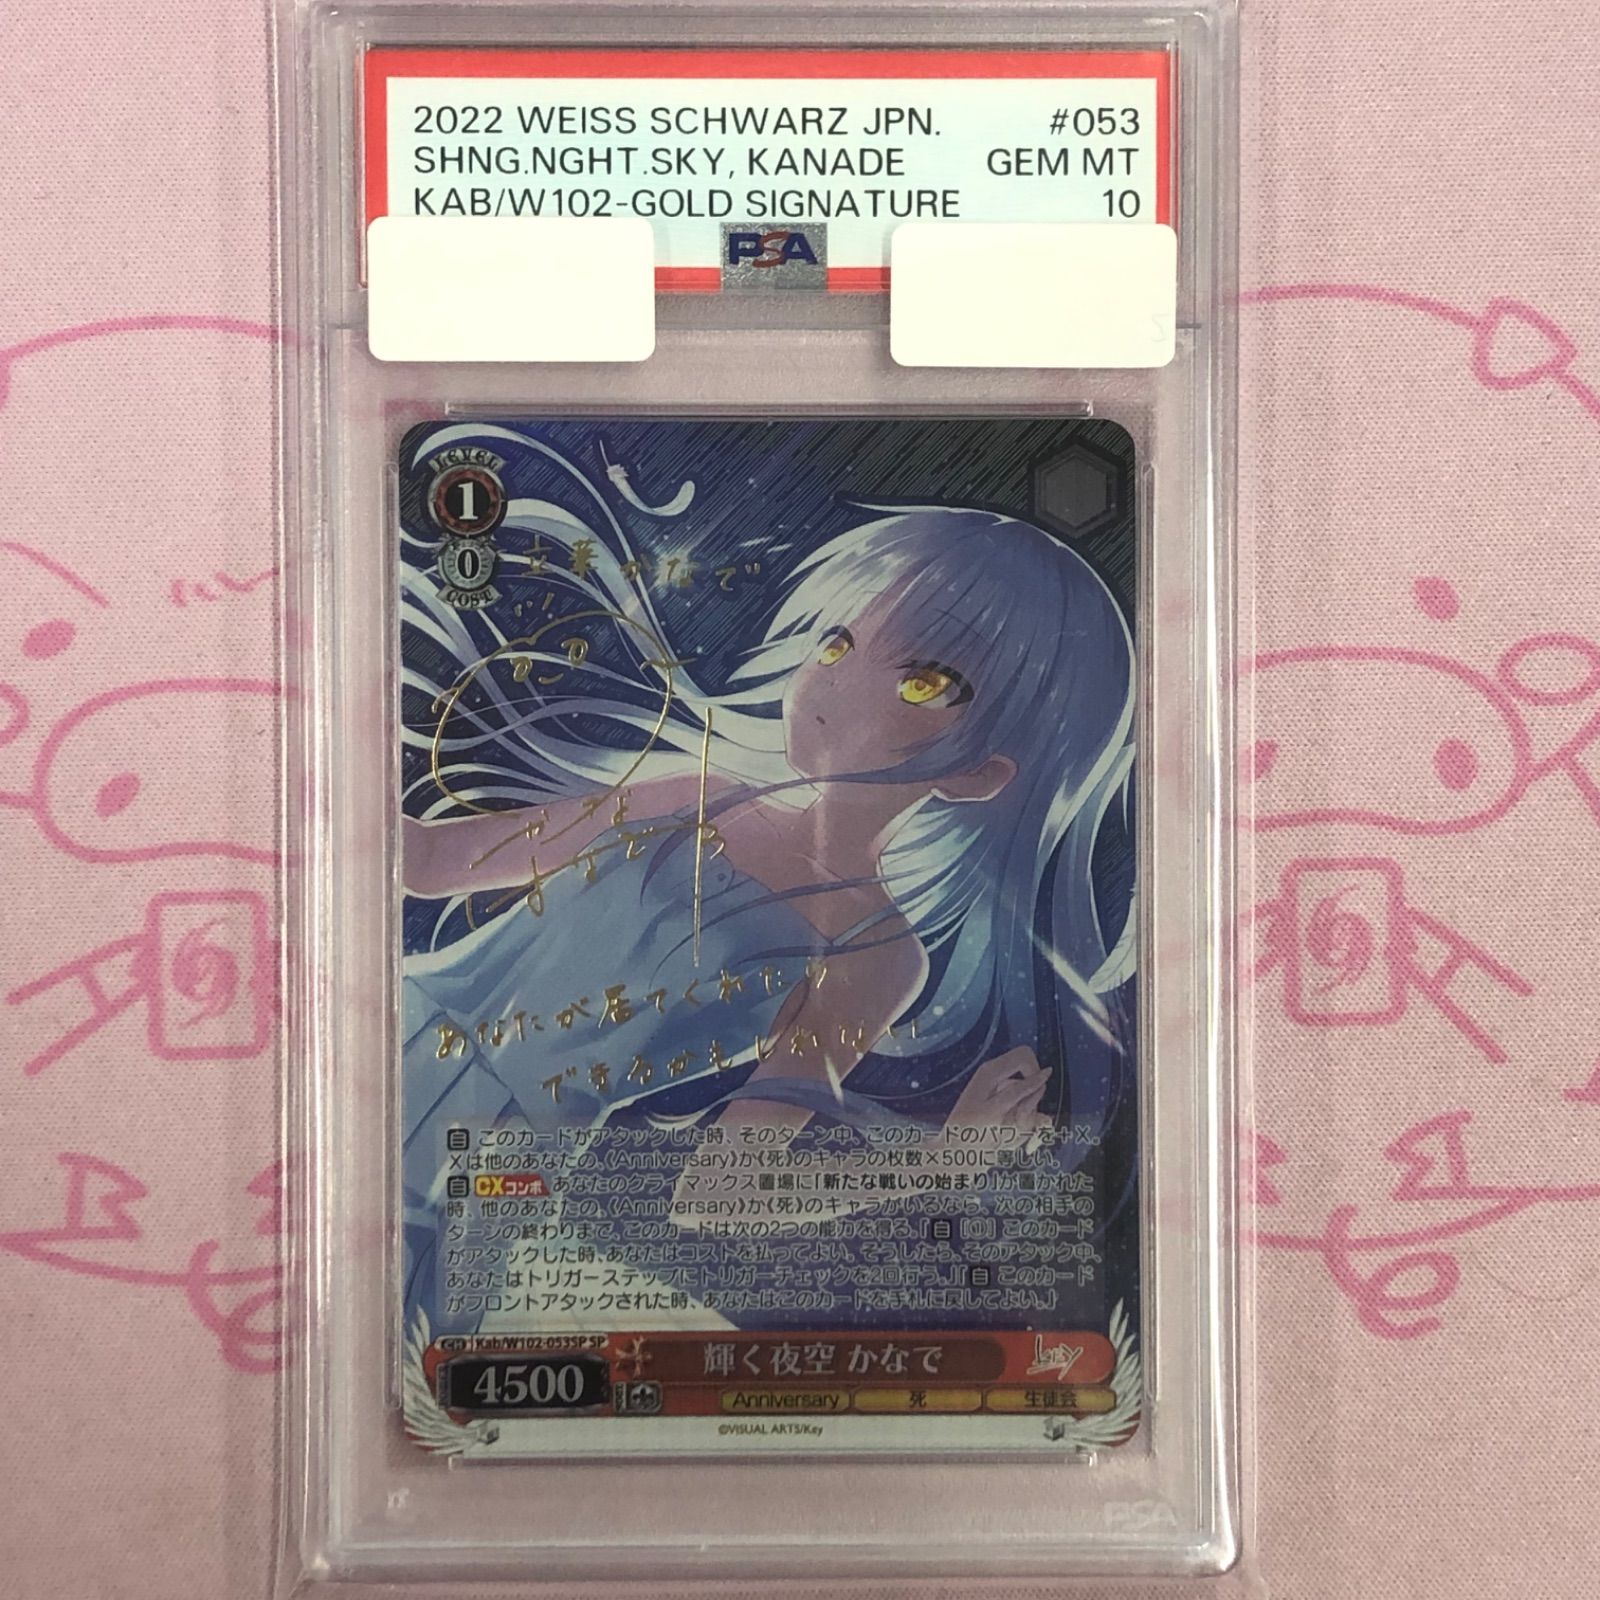 2022 WEISS SCHWARZ JPN. #053
SHNG.NGHT.SKY, KANADE GEM MT
KAB/W102-GOLD SIGNATURE 10
PSA
LEVEL
1
0
COST
立華かなで
あなたが居てくれたら
できるかもしれない
自 このカードがアタックした時、そのターン中、このカードのパワーを+X。
Xは他のあなたの、《Anniversary》か《死》のキャラの枚数×500に等しい。
自 CXコンボ あなたのクライマックス置場に「新たな戦いの始まり」が置かれた
時、他のあなたの、《Anniversary》か《死》のキャラがいるなら、次の相手の
ターンの終わりまで、このカードは次の2つの能力を得る。「自 [①] このカード
がアタックした時、あなたはコストを払ってよい。そうしたら、そのアタック中、
あなたはトリガーステップにトリガーチェックを2回行う。」「自 このカード
がフロントアタックされた時、あなたはこのカードを手札に戻してよい。」
Kab/W102-053SP SP
輝く夜空 かなで
4500
Anniversary 死 生徒会
©VISUAL ARTS/Key
PSA